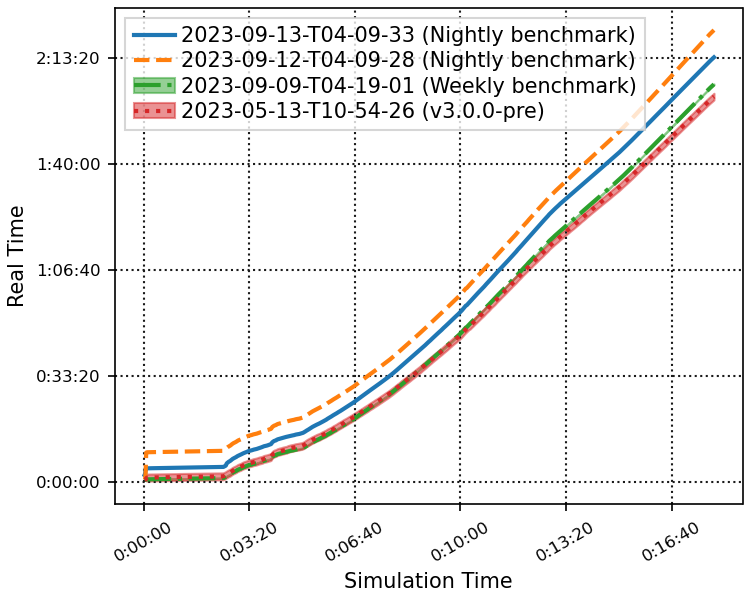 2023-09-13-T04-09-33 (Nightly benchmark)
2023-09-12-T04-09-28 (Nightly benchmark)
2023-09-09-T04-19-01 (Weekly benchmark)
2023-05-13-T10-54-26 (v3.0.0-pre)
2:13:20
1:40:00
1:06:40
0:33:20
0:00:00
Real Time
0:00:00
0:03:20
0:06:40
0:10:00
0:13:20
0:16:40
Simulation Time